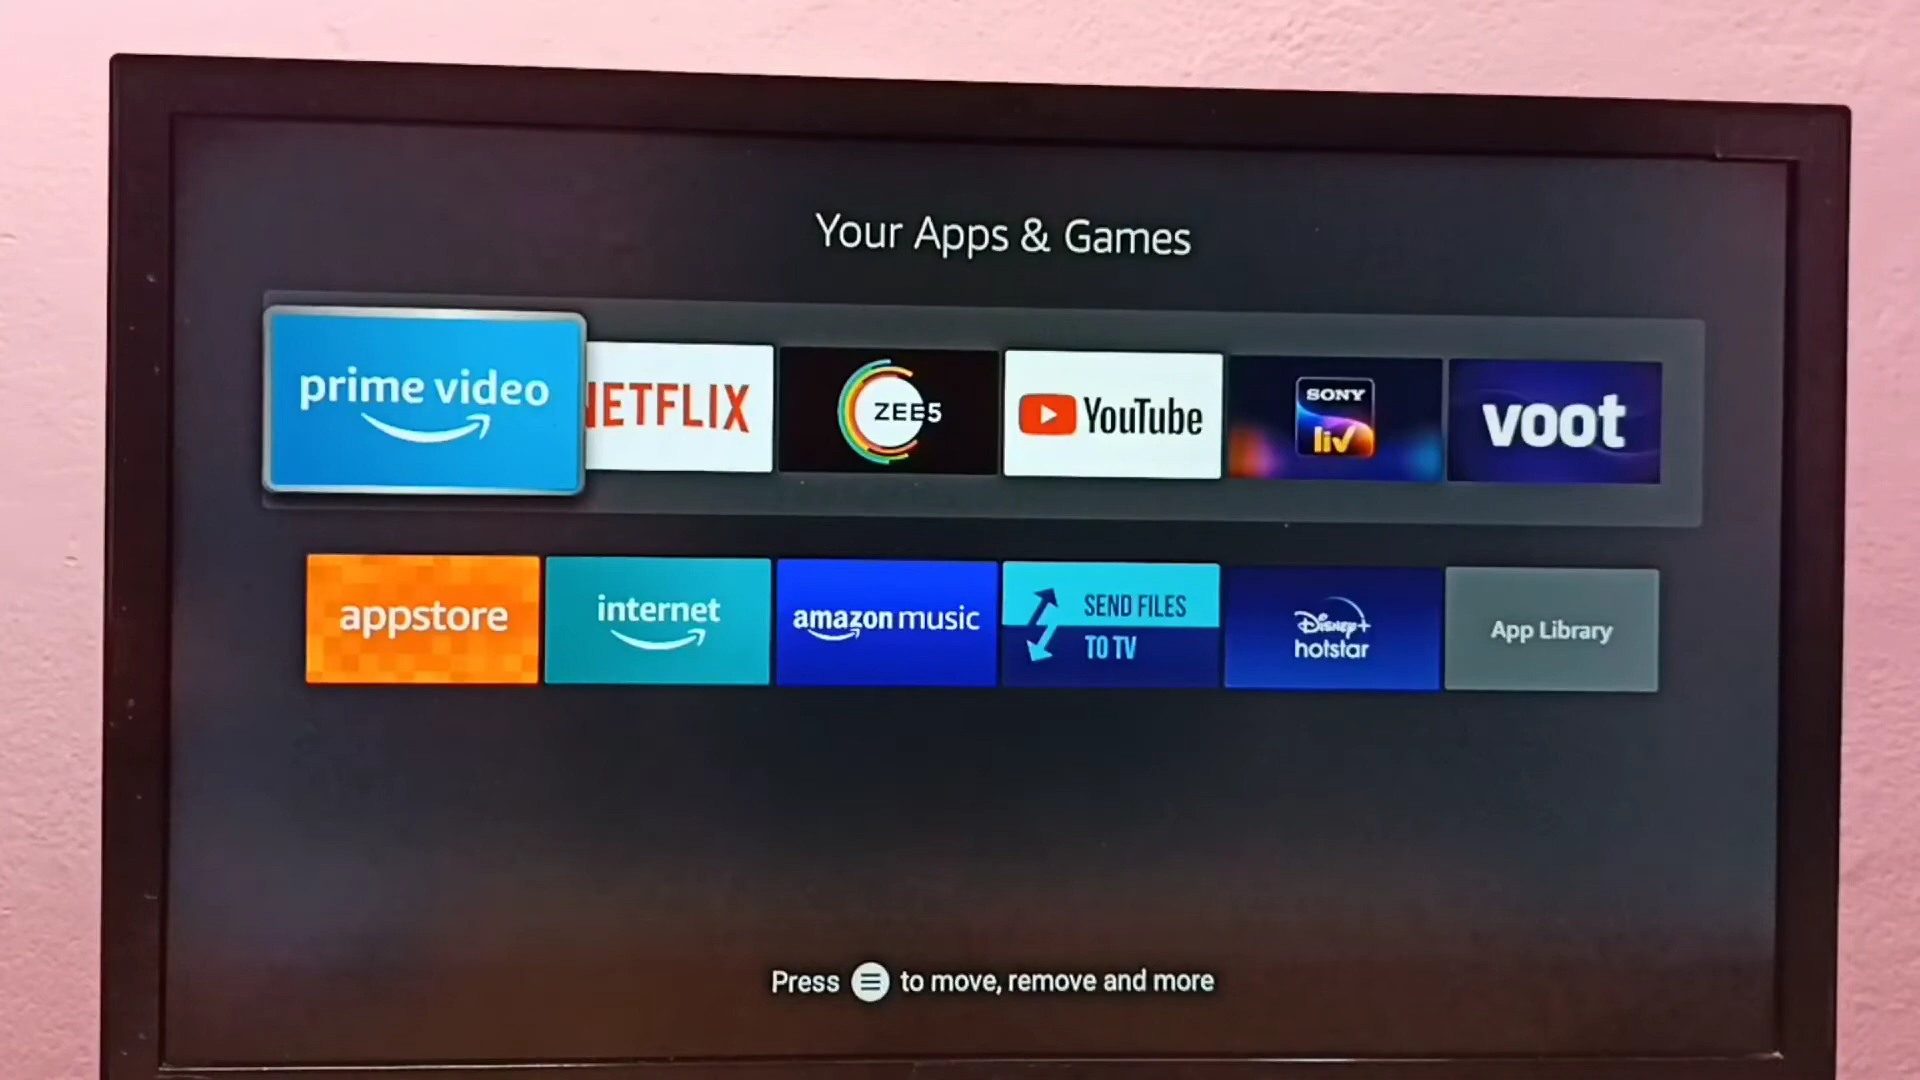 Your Apps & Games
prime video
NETFLIX
ZEE5
YouTube
SONY
liv
voot
appstore
internet
amazon music
SEND FILES
TO TV
Disney+
hotstar
App Library
Press to move, remove and more